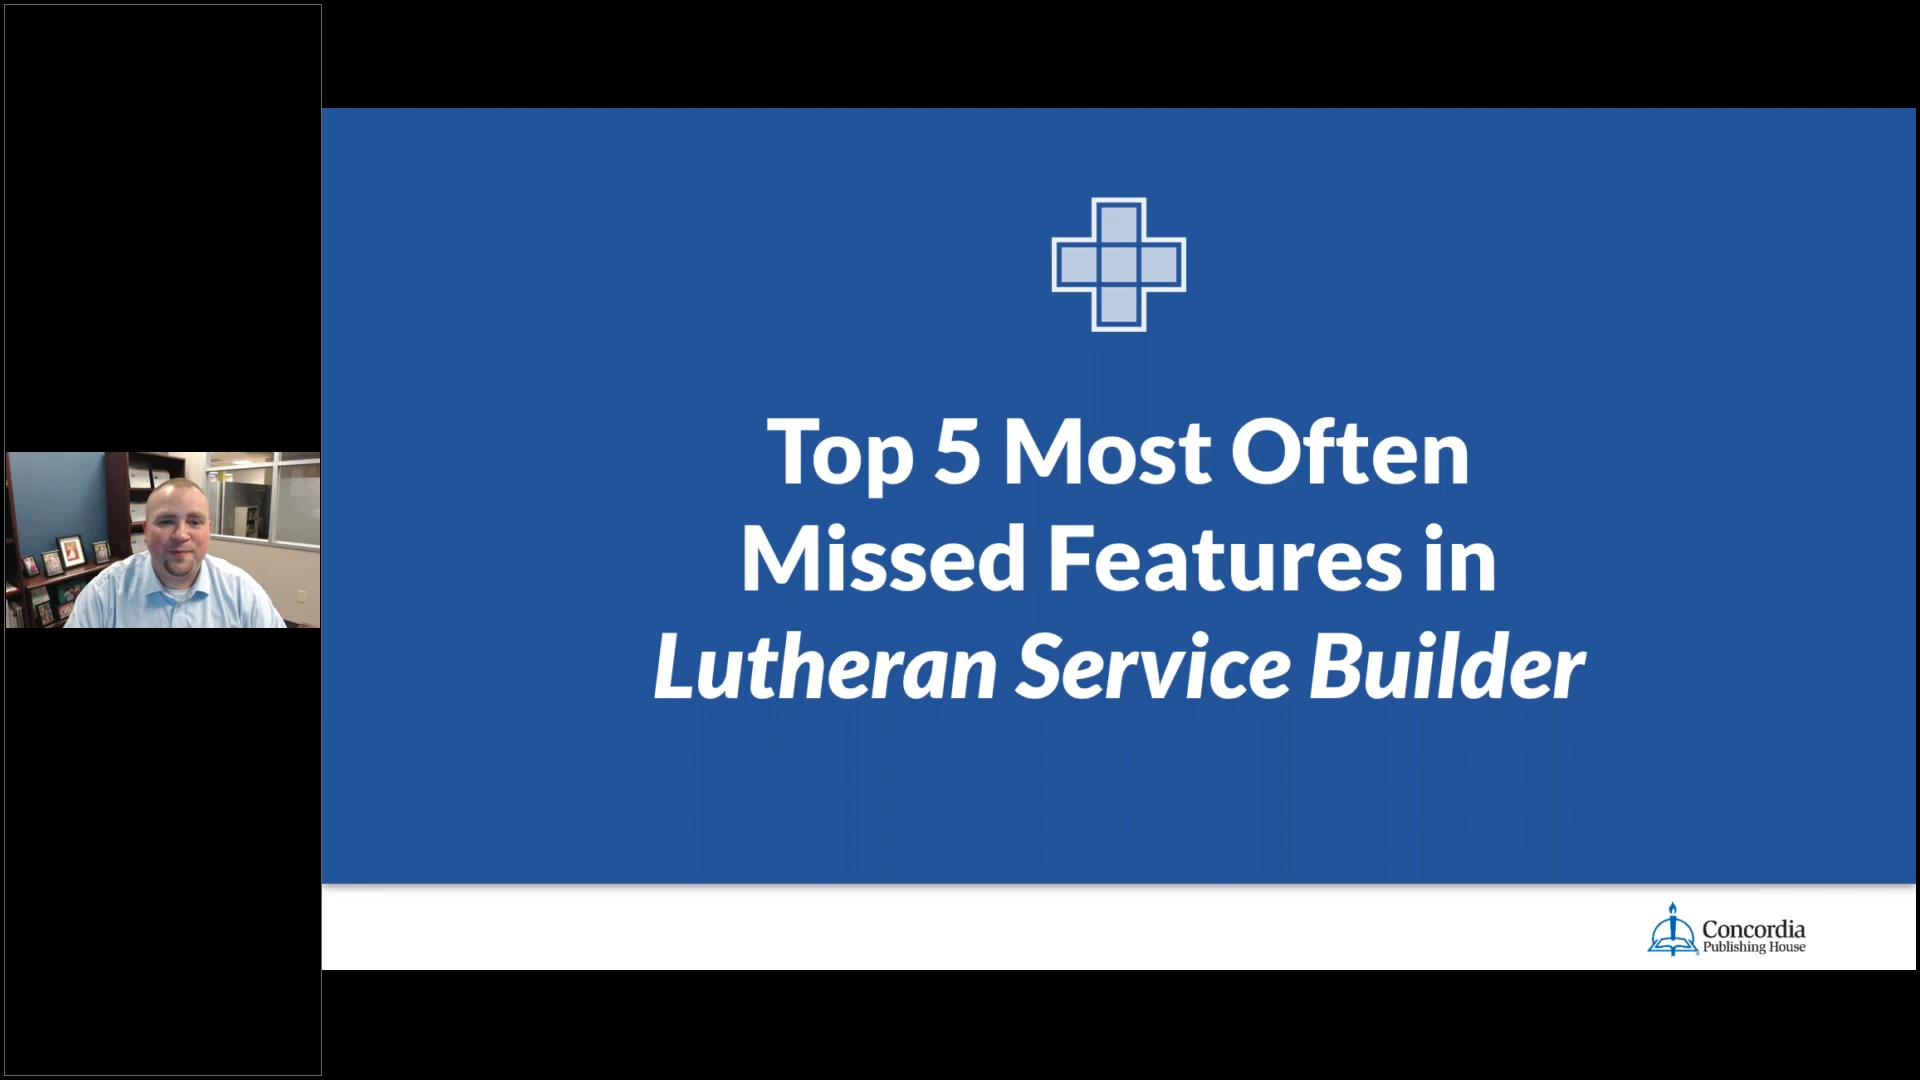 Top 5 Most Often
Missed Features in
Lutheran Service Builder
Concordia
Publishing House